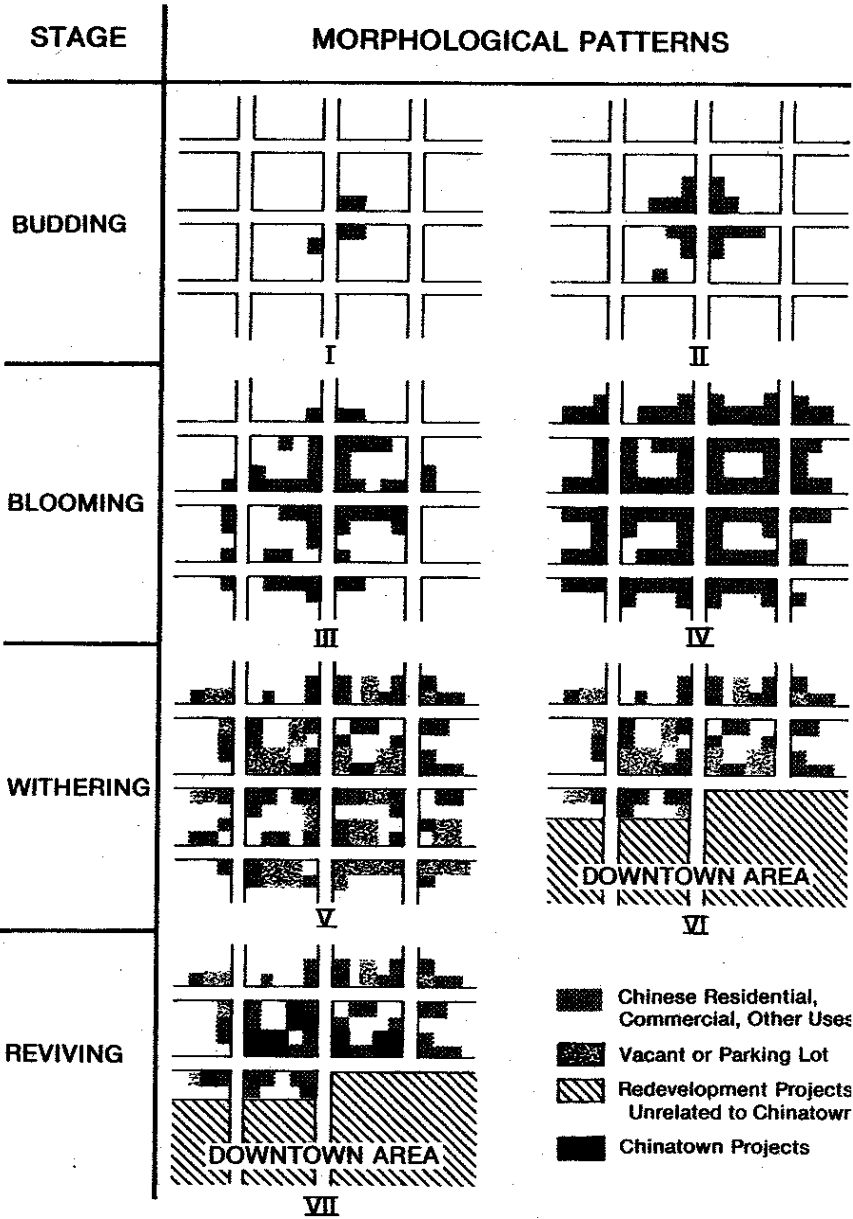 STAGE
MORPHOLOGICAL PATTERNS
BUDDING
I
II
BLOOMING
III
IV
WITHERING
V
DOWNTOWN AREA
VI
REVIVING
DOWNTOWN AREA
VII
Chinese Residential,
Commercial, Other Uses
Vacant or Parking Lot
Redevelopment Projects
Unrelated to Chinatown
Chinatown Projects